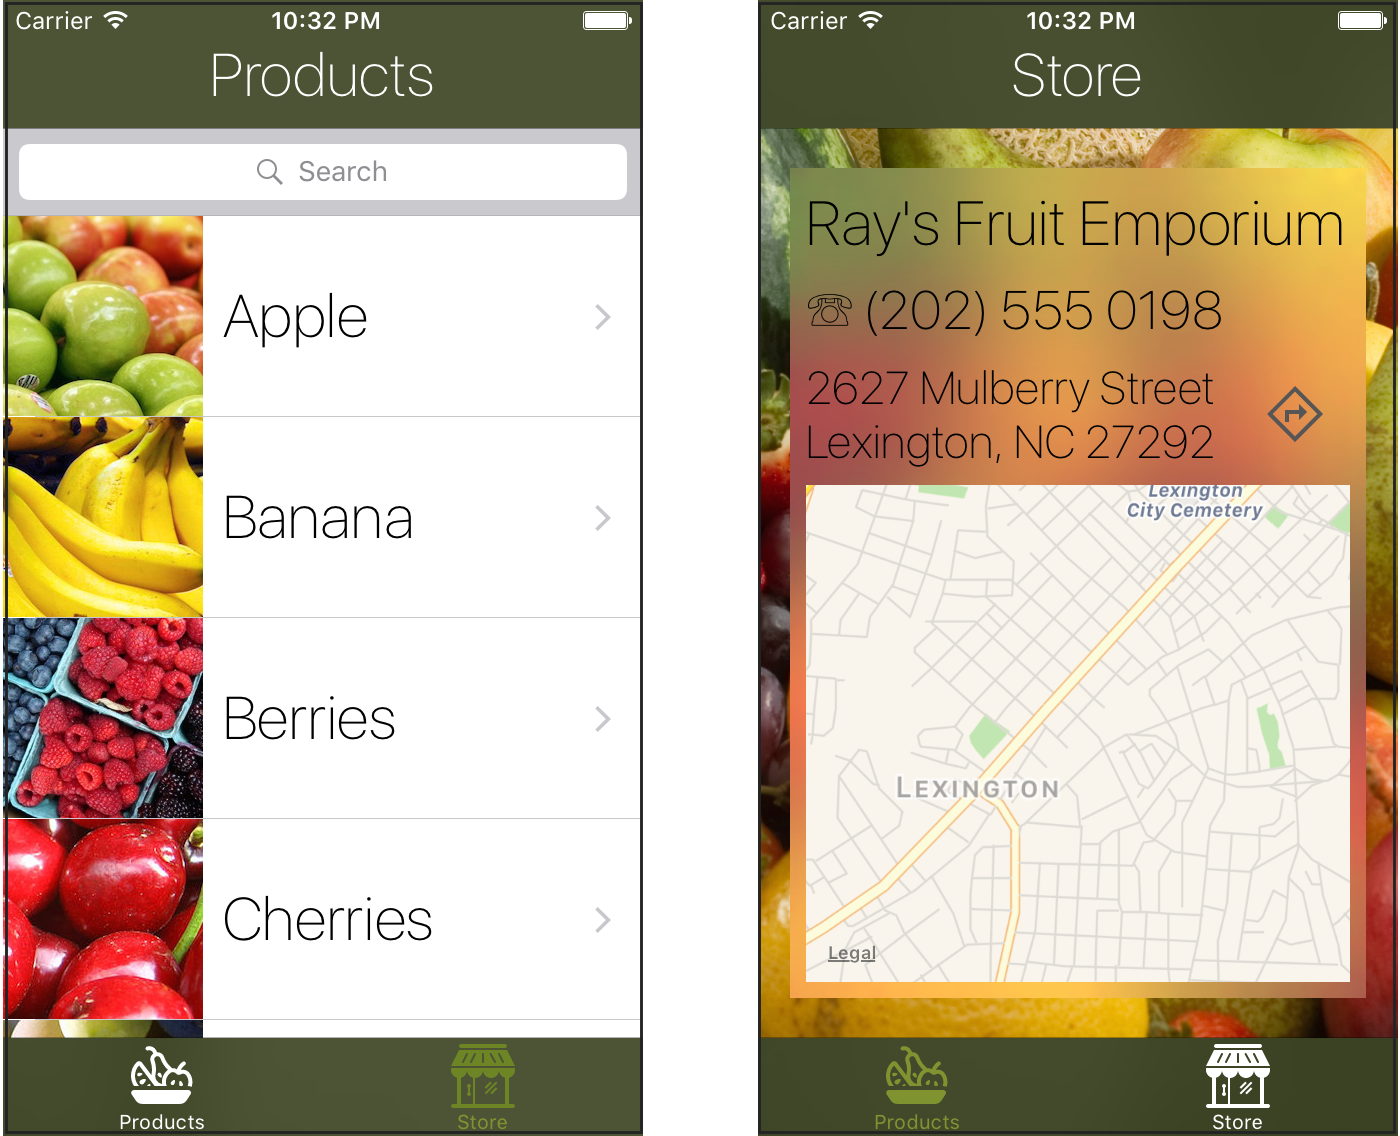 Carrier 10:32 PM
Products
Search
Apple
Banana
Berries
Cherries
Products Store
Carrier 10:32 PM
Store
Ray's Fruit Emporium
☏ (202) 555 0198
2627 Mulberry Street
Lexington, NC 27292
Lexington
City Cemetery
LEXINGTON
Legal
Products Store